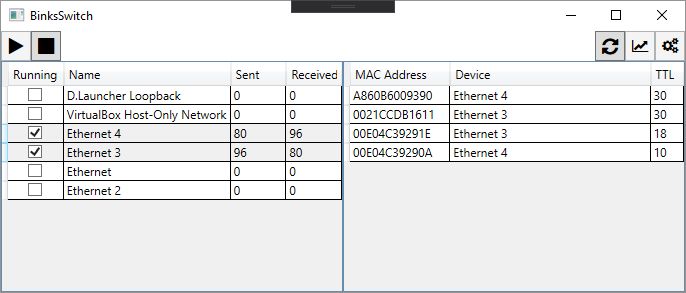 BinksSwitch
Running Name Sent Received
D.Launcher Loopback 0 0
VirtualBox Host-Only Network 0 0
Ethernet 4 80 96
Ethernet 3 96 80
Ethernet 0 0
Ethernet 2 0 0
MAC Address Device TTL
A860B6009390 Ethernet 4 30
0021CCDB1611 Ethernet 3 30
00E04C39291E Ethernet 3 18
00E04C39290A Ethernet 4 10